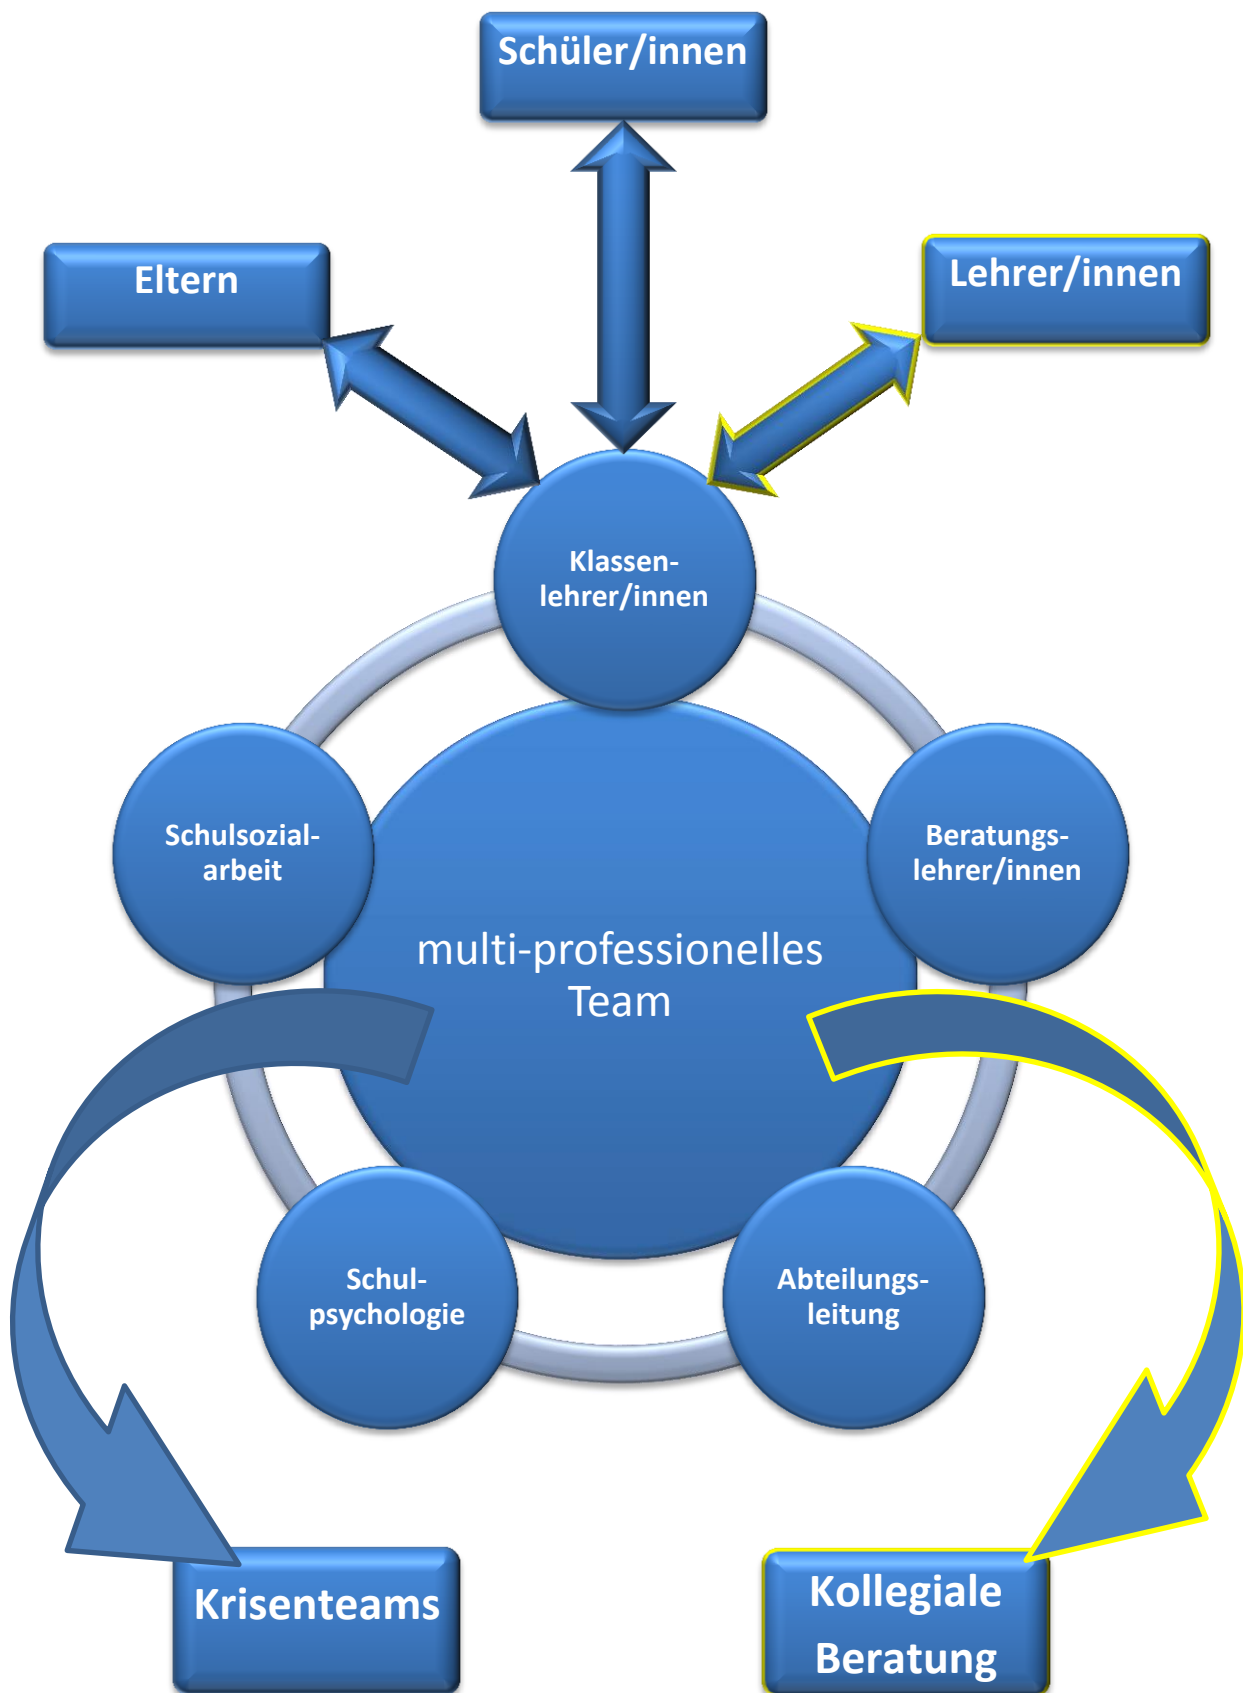 Schüler/innen
Eltern
Lehrer/innen
Klassen-
lehrer/innen
Schulsozial-
arbeit
Beratungs-
lehrer/innen
multi-professionelles
Team
Schul-
psychologie
Abteilungs-
leitung
Krisenteams
Kollegiale
Beratung